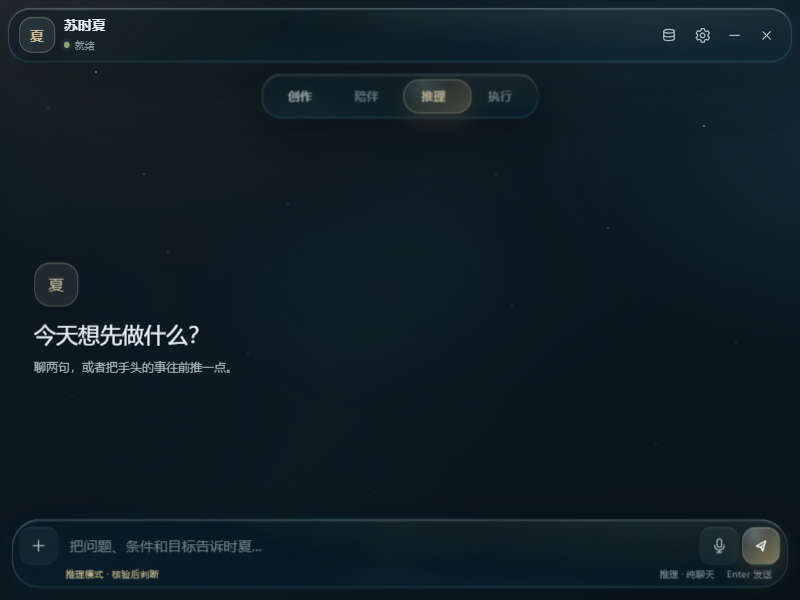 夏
苏时夏
就绪
创作 陪伴 推理 执行
夏
今天想先做什么？
聊两句，或者把手头的事往前推一点。
把问题、条件和目标告诉时夏...
推理模式 · 核验后判断
推理 · 纯聊天 Enter 发送